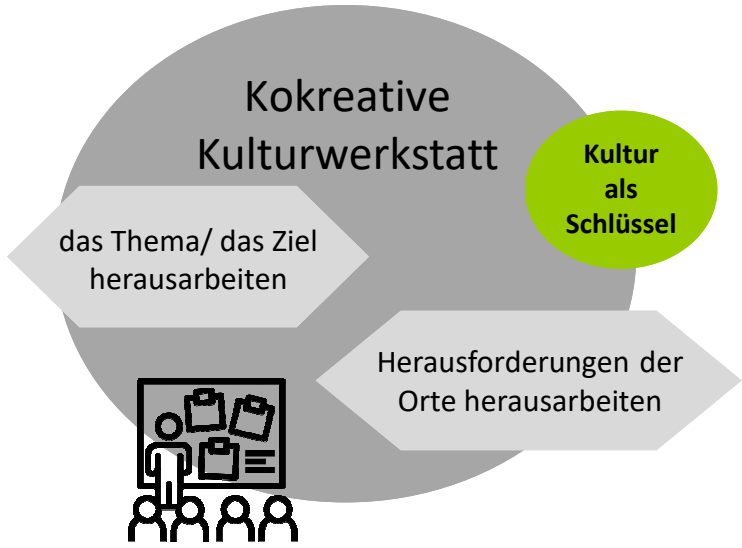 Kokreative
Kulturwerkstatt
Kultur
als
Schlüssel
das Thema/ das Ziel
herausarbeiten
Herausforderungen der
Orte herausarbeiten